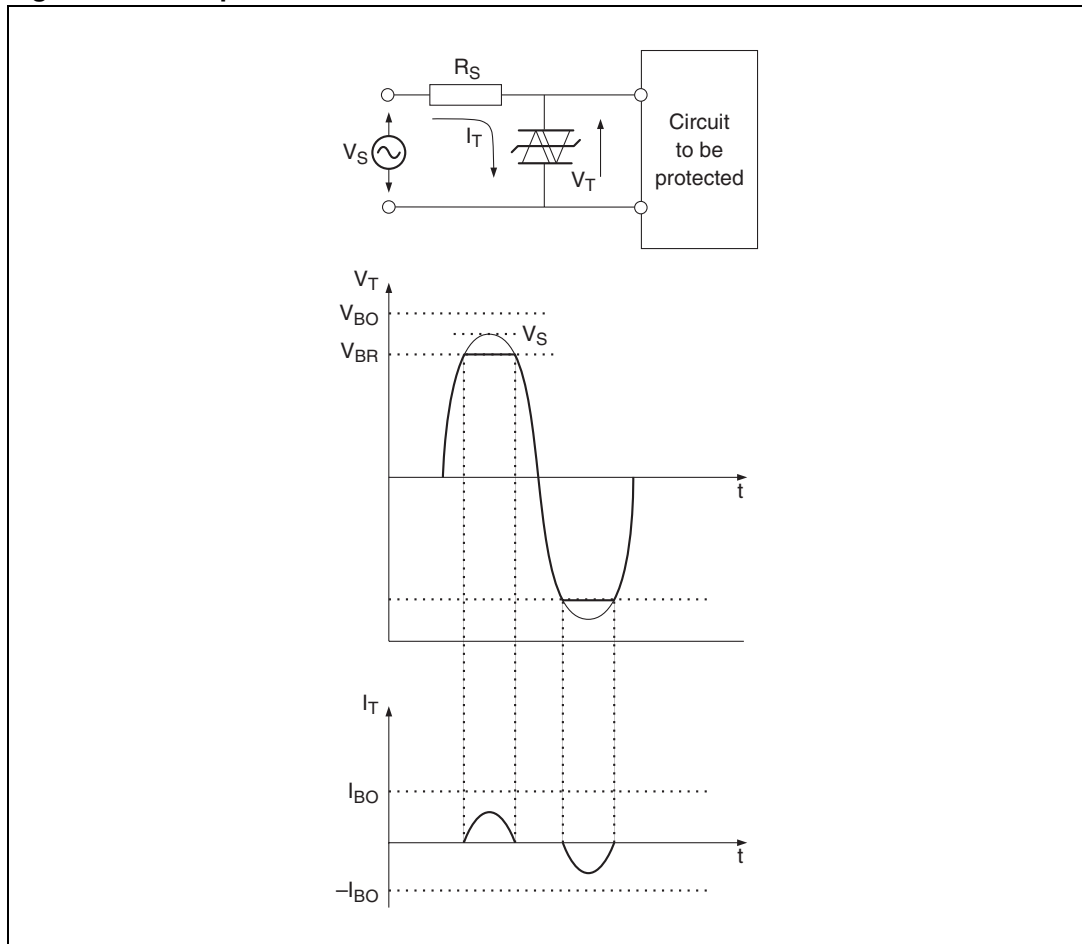 R_S
I_T
V_S
V_T
Circuit
to be
protected
V_T
V_BO
V_S
V_BR
t
I_T
I_BO
t
–I_BO